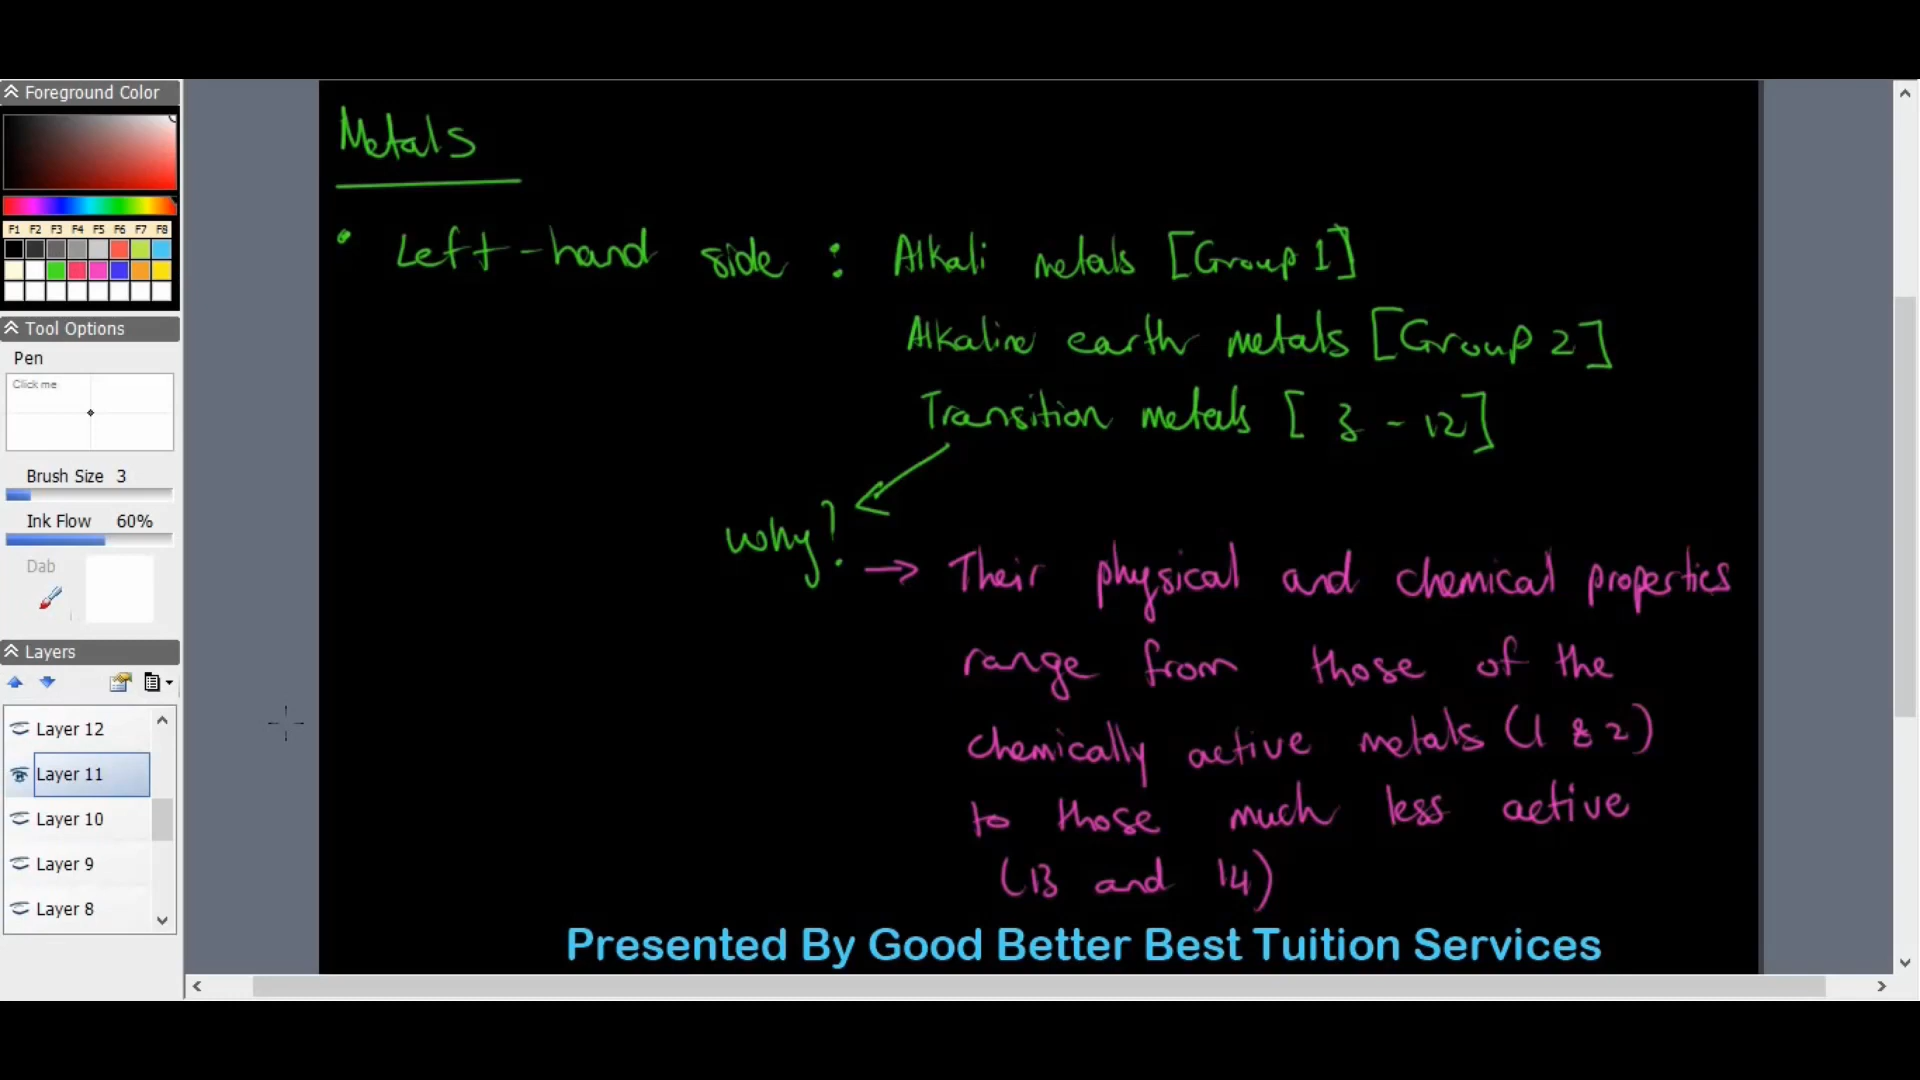 Foreground Color
F1 F2 F3 F4 F5 F6 F7 F8
Tool Options
Pen
Click me
Brush Size 3
Ink Flow 60%
Dab
Layers
Layer 12
Layer 11
Layer 10
Layer 9
Layer 8
Metals
• Left-hand side : Alkali metals [Group 1]
Alkaline earth metals [Group 2]
Transition metals [ 3 - 12]
why?
→ Their physical and chemical properties
range from those of the
chemically active metals (1 & 2)
to those much less active
(13 and 14)
Presented By Good Better Best Tuition Services